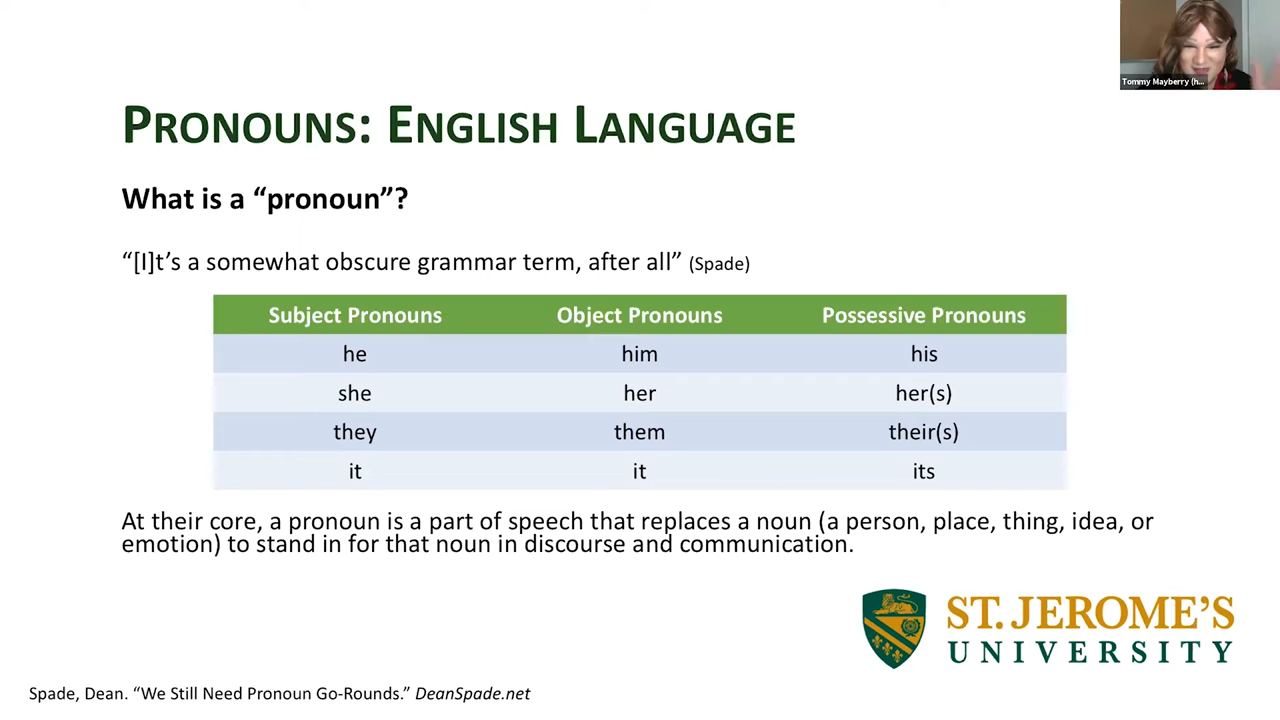 Tommy Mayberry (h...
PRONOUNS: ENGLISH LANGUAGE
What is a “pronoun”?
“[I]t’s a somewhat obscure grammar term, after all” (Spade)
Subject Pronouns Object Pronouns Possessive Pronouns
he him his
she her her(s)
they them their(s)
it it its
At their core, a pronoun is a part of speech that replaces a noun (a person, place, thing, idea, or
emotion) to stand in for that noun in discourse and communication.
ST. JEROME’S
UNIVERSITY
Spade, Dean. “We Still Need Pronoun Go-Rounds.” DeanSpade.net